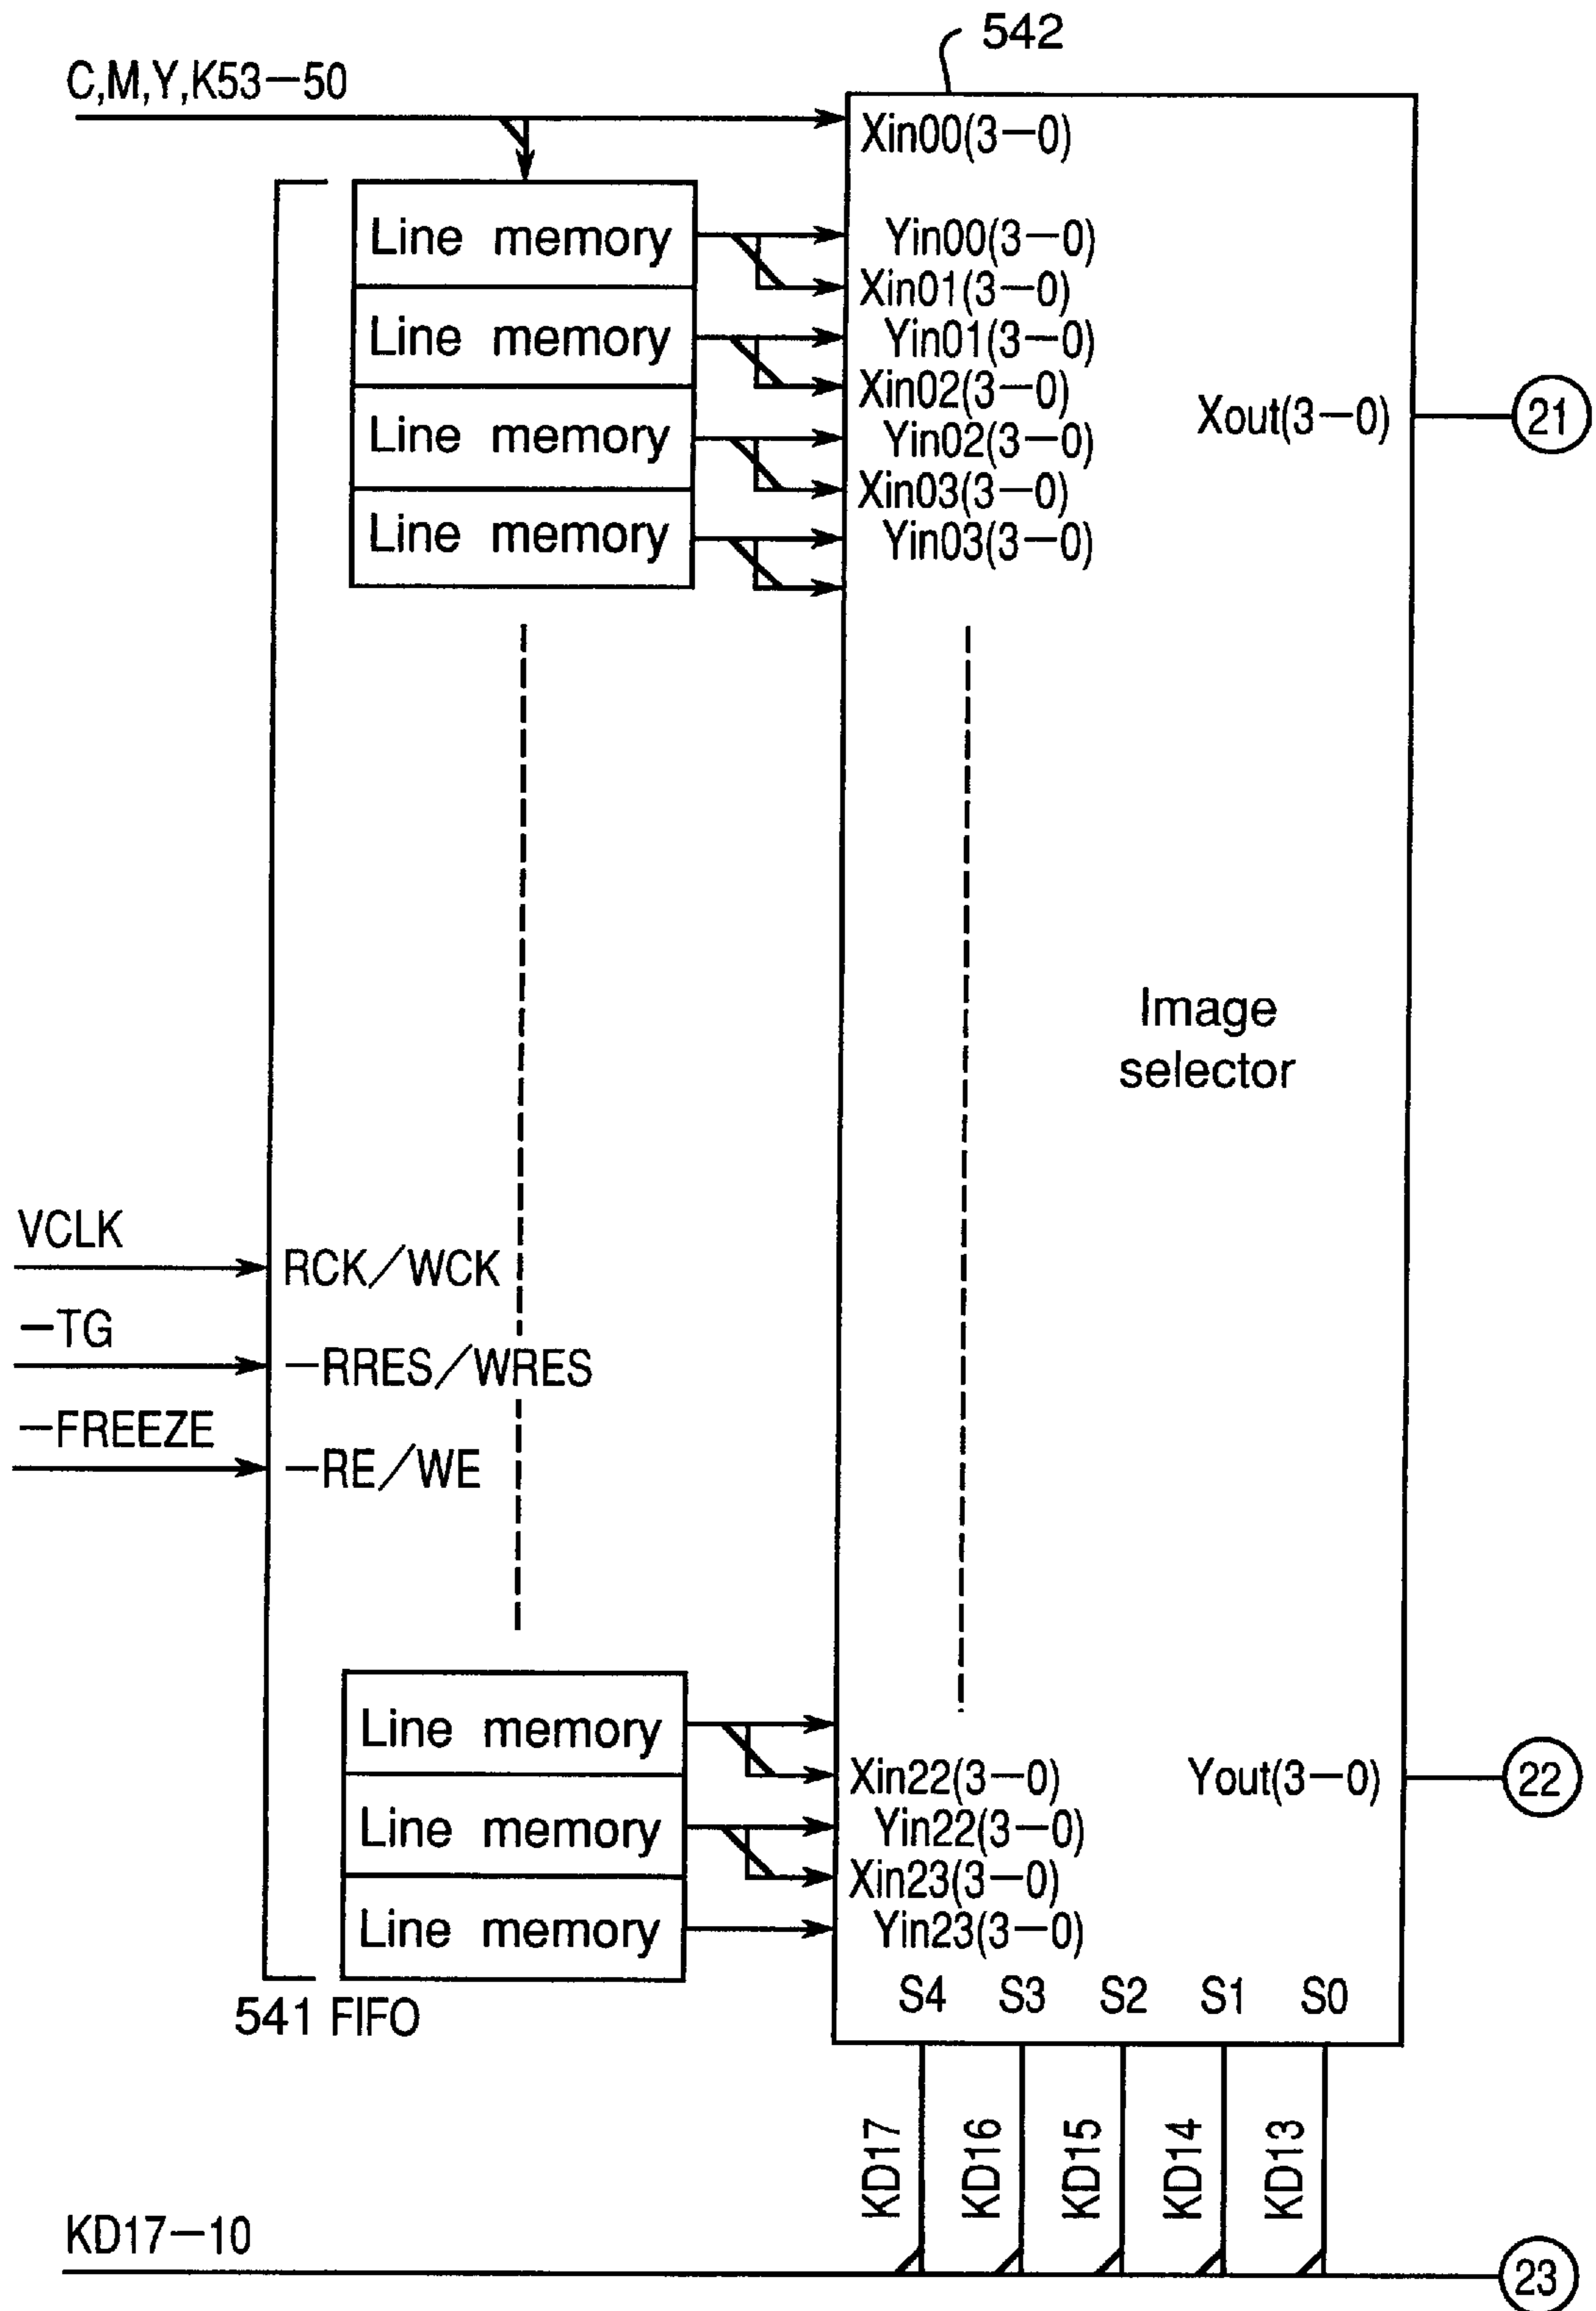 542
C,M,Y,K53—50
Xin00(3—0)
Line memory
Yin00(3—0)
Xin01(3—0)
Line memory
Yin01(3—0)
Xin02(3—0)
Line memory
Yin02(3—0)
Xin03(3—0)
Line memory
Yin03(3—0)
Xout(3—0)
21
Image
selector
VCLK
RCK/WCK
—TG
—RRES/WRES
—FREEZE
—RE/WE
Line memory
Xin22(3—0)
Line memory
Yin22(3—0)
Xin23(3—0)
Line memory
Yin23(3—0)
Yout(3—0)
22
S4 S3 S2 S1 S0
541 FIFO
KD17 KD16 KD15 KD14 KD13
KD17—10
23